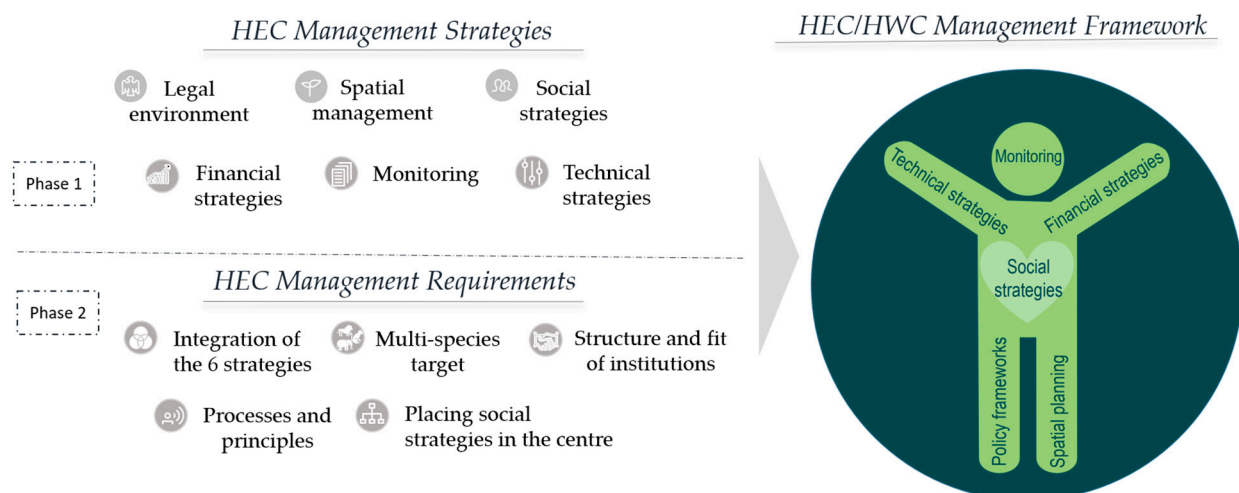 HEC Management Strategies
Legal
environment
Spatial
management
Social
strategies
Phase 1
Financial
strategies
Monitoring
Technical
strategies
HEC Management Requirements
Phase 2
Integration of
the 6 strategies
Multi-species
target
Structure and fit
of institutions
Processes and
principles
Placing social
strategies in the centre
HEC/HWC Management Framework
Monitoring
Technical strategies
Financial strategies
Social
strategies
Policy frameworks
Spatial planning